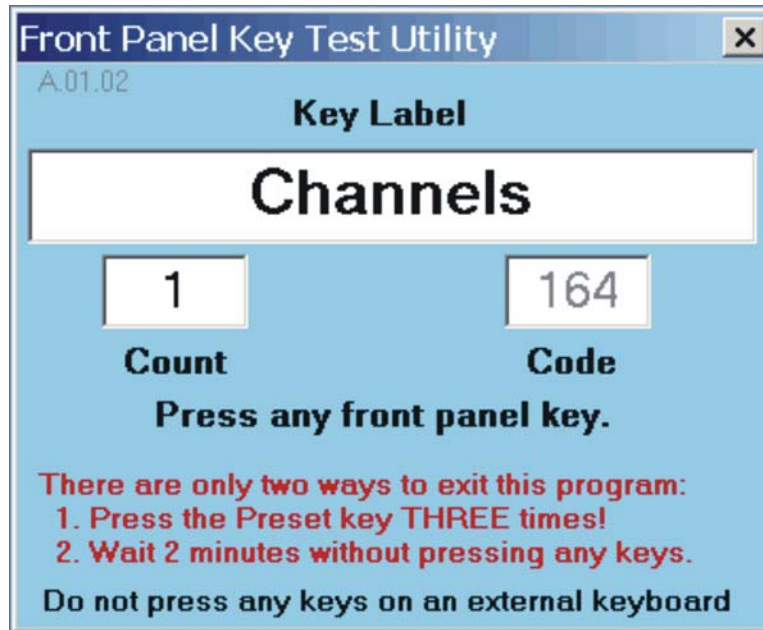 Front Panel Key Test Utility
A.01.02
Key Label
Channels
1 164
Count Code
Press any front panel key.
There are only two ways to exit this program:
1. Press the Preset key THREE times!
2. Wait 2 minutes without pressing any keys.
Do not press any keys on an external keyboard